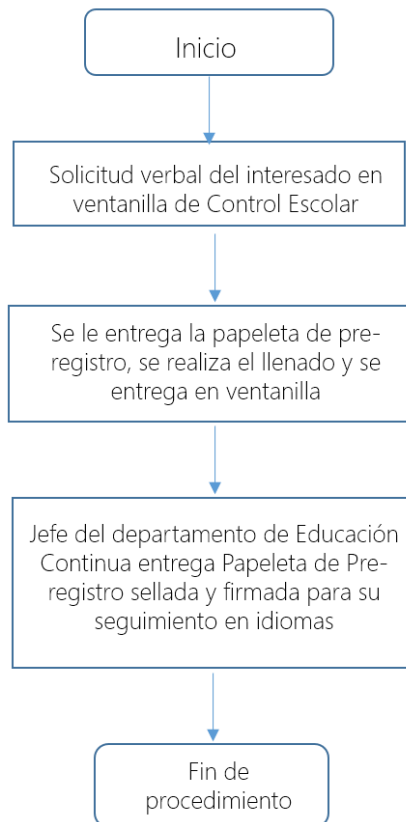 Inicio
Solicitud verbal del interesado en
ventanilla de Control Escolar
Se le entrega la papeleta de pre-
registro, se realiza el llenado y se
entrega en ventanilla
Jefe del departamento de Educación
Continua entrega Papeleta de Pre-
registro sellada y firmada para su
seguimiento en idiomas
Fin de
procedimiento